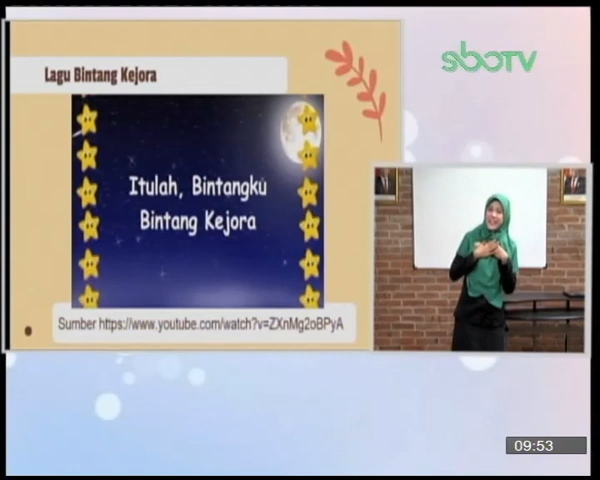 sboTV
Lagu Bintang Kejora
Itulah, Bintangku
Bintang Kejora
Sumber https://www.youtube.com/watch?v=ZXnMg2oBPyA
09:53